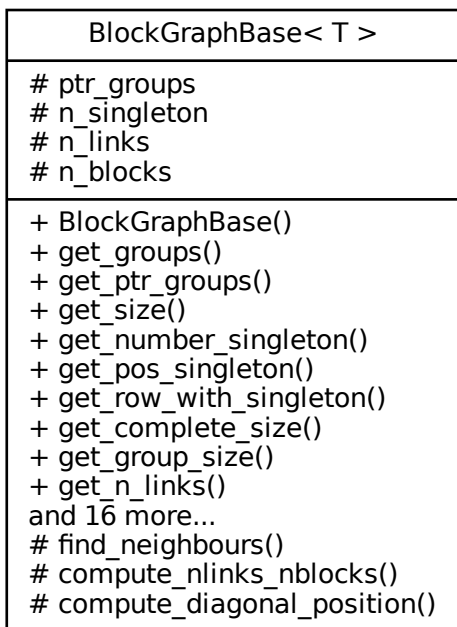 BlockGraphBase< T >
# ptr_groups
# n_singleton
# n_links
# n_blocks
+ BlockGraphBase()
+ get_groups()
+ get_ptr_groups()
+ get_size()
+ get_number_singleton()
+ get_pos_singleton()
+ get_row_with_singleton()
+ get_complete_size()
+ get_group_size()
+ get_n_links()
and 16 more...
# find_neighbours()
# compute_nlinks_nblocks()
# compute_diagonal_position()